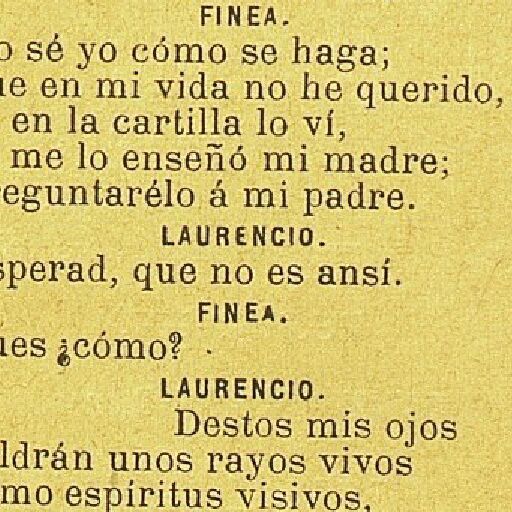 FINEA.
o sé yo cómo se haga;
ue en mi vida no he querido,
en la cartilla lo ví,
me lo enseñó mi madre;
reguntarélo á mi padre.
LAURENCIO.
sperad, que no es ansí.
FINEA.
ues ¿cómo?
LAURENCIO.
Destos mis ojos
ldrán unos rayos vivos
mo espíritus visivos,